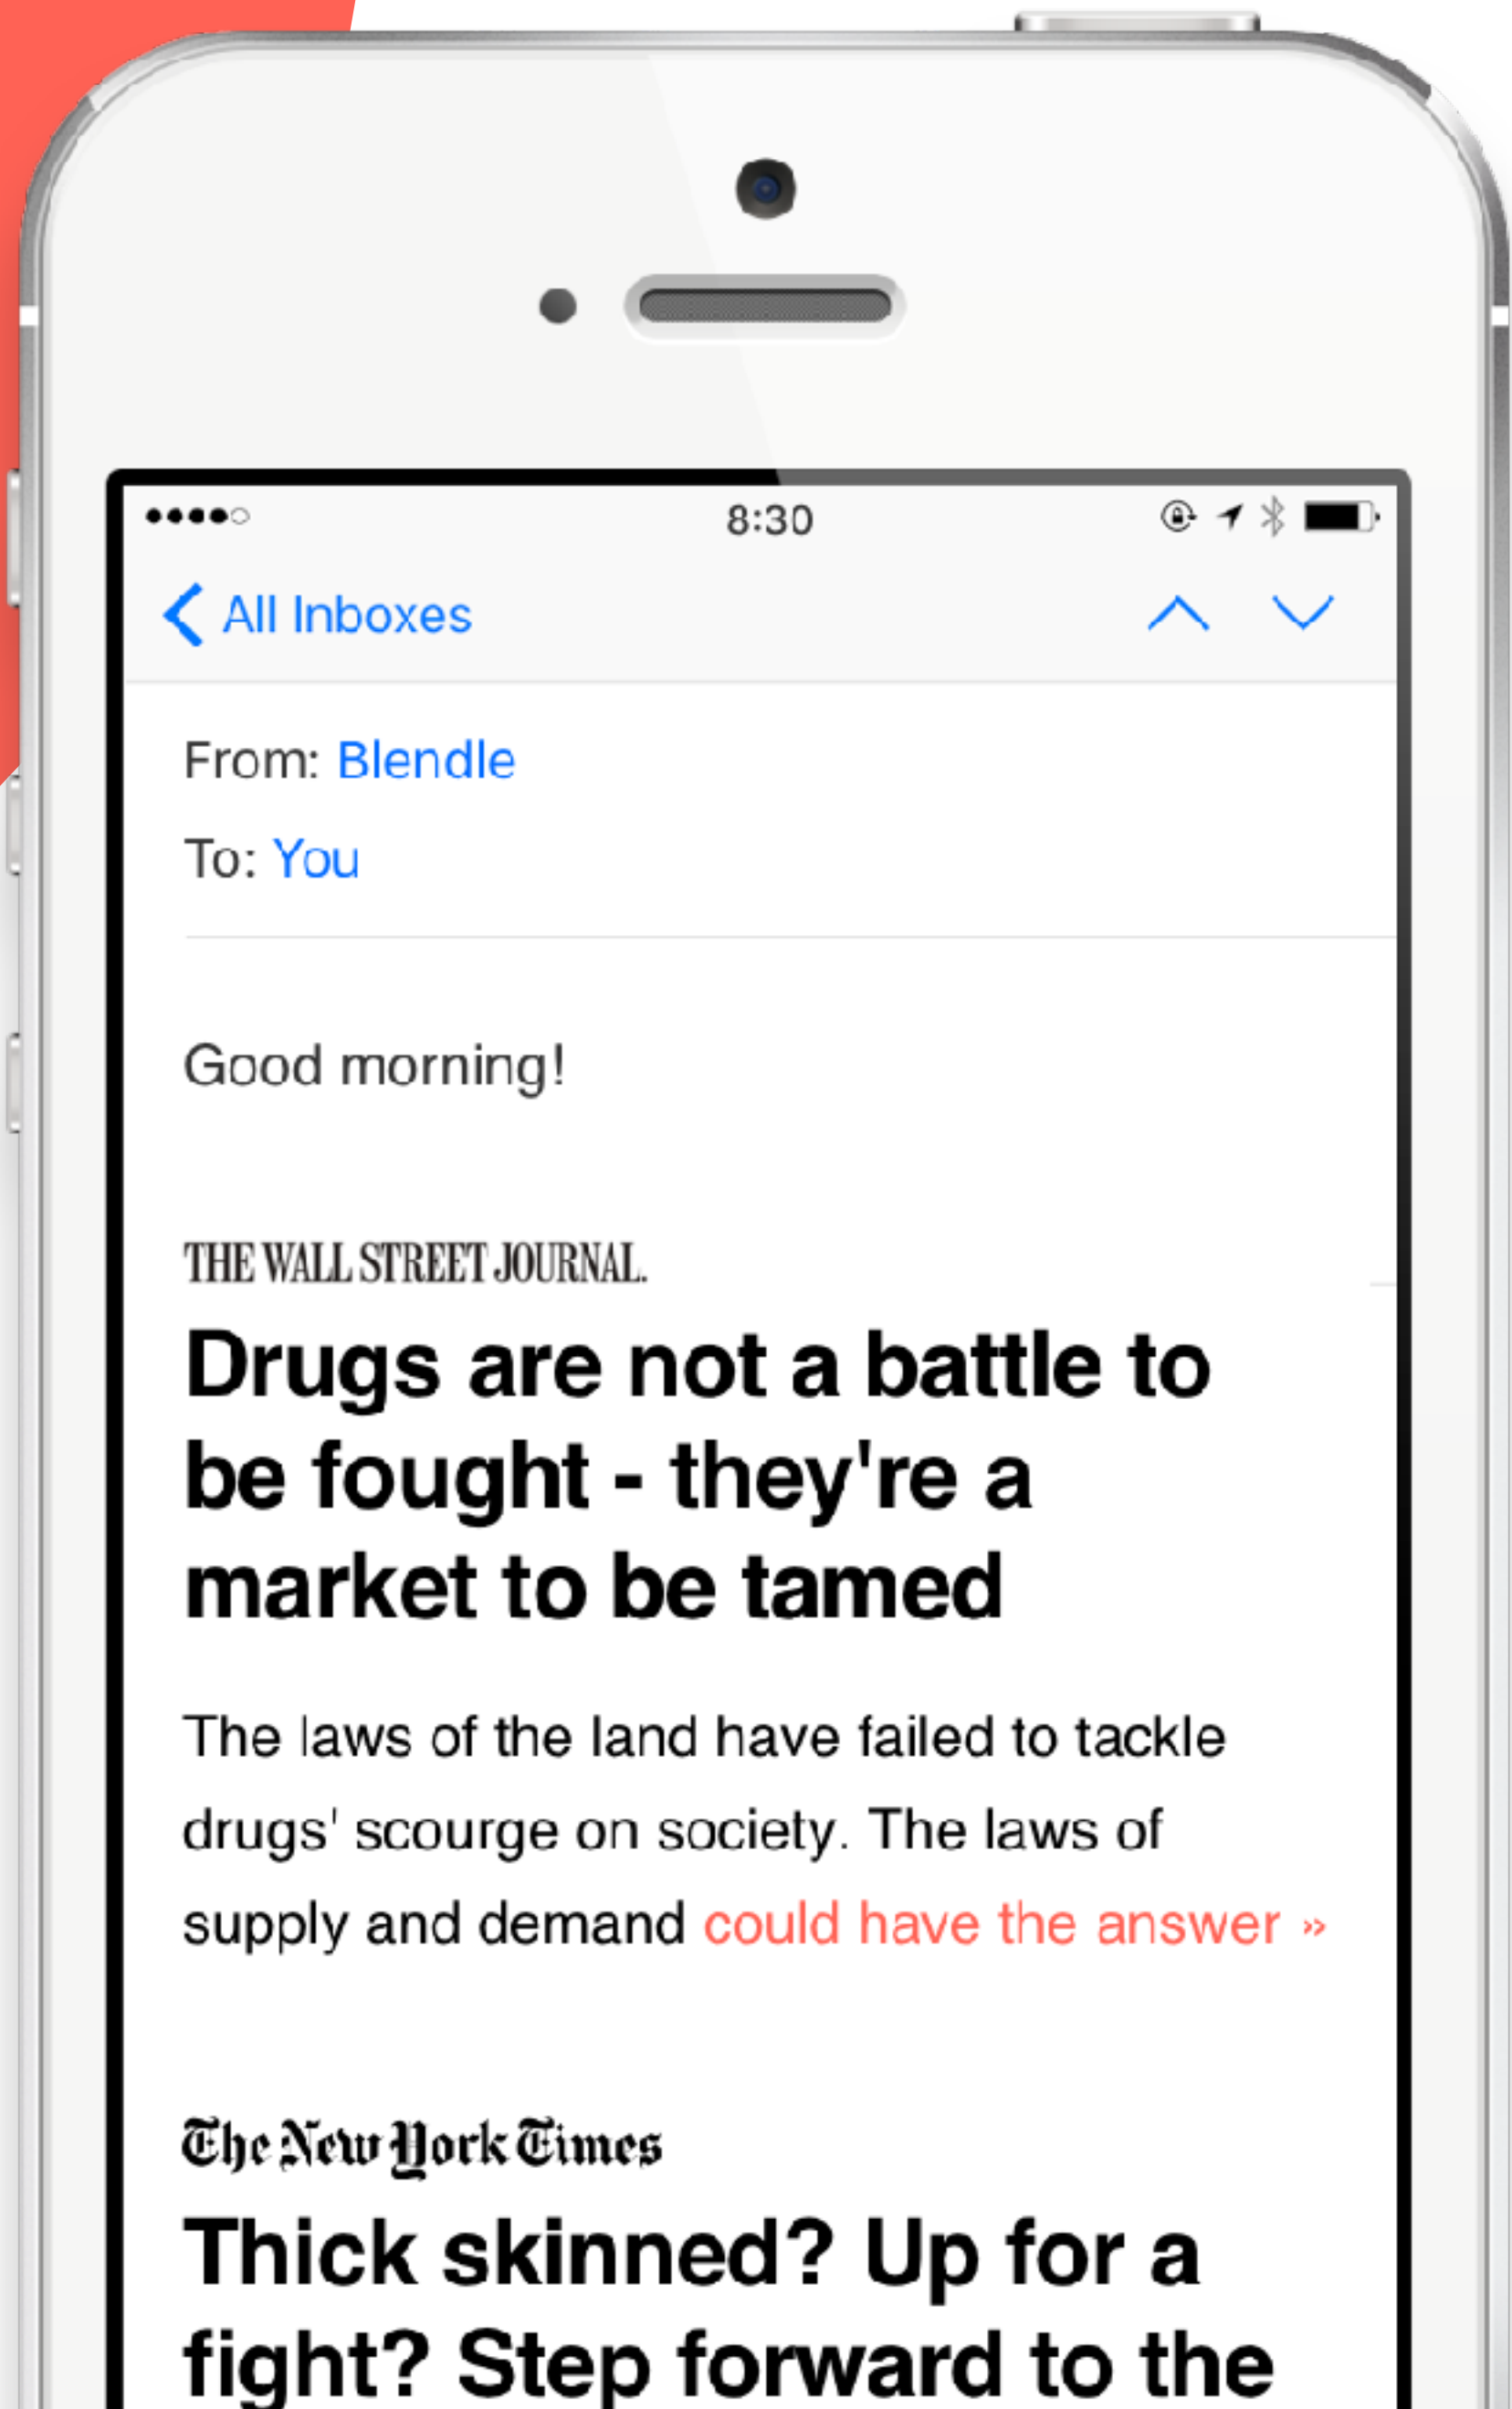 8:30
All Inboxes
From: Blendle
To: You
Good morning!
THE WALL STREET JOURNAL.
Drugs are not a battle to
be fought - they're a
market to be tamed
The laws of the land have failed to tackle
drugs' scourge on society. The laws of
supply and demand could have the answer »
The New York Times
Thick skinned? Up for a
fight? Step forward to the